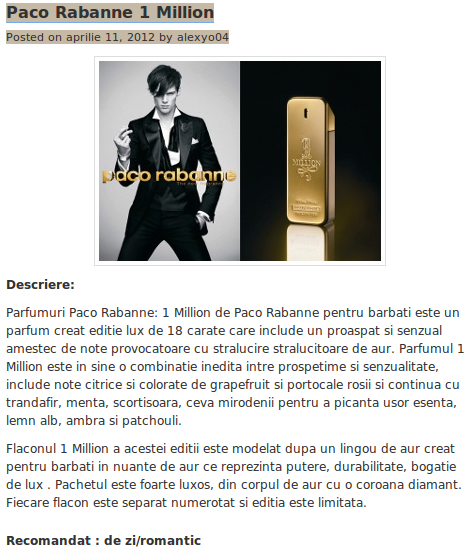 Paco Rabanne 1 Million
Posted on aprilie 11, 2012 by alexyo04
paco rabanne
1
MILLION
Descriere:
Parfumuri Paco Rabanne: 1 Million de Paco Rabanne pentru barbati este un
parfum creat editie lux de 18 carate care include un proaspat si senzual
amestec de note provocatoare cu stralucire stralucitoare de aur. Parfumul 1
Million este in sine o combinatie inedita intre prospetime si senzualitate,
include note citrice si colorate de grapefruit si portocale rosii si continua cu
trandafir, menta, scortisoara, ceva mirodenii pentru a picanta usor esenta,
lemn alb, ambra si patchouli.
Flaconul 1 Million a acestei editii este modelat dupa un lingou de aur creat
pentru barbati in nuante de aur ce reprezinta putere, durabilitate, bogatie
de lux . Pachetul este foarte luxos, din corpul de aur cu o coroana diamant.
Fiecare flacon este separat numerotat si editia este limitata.
Recomandat : de zi/romantic